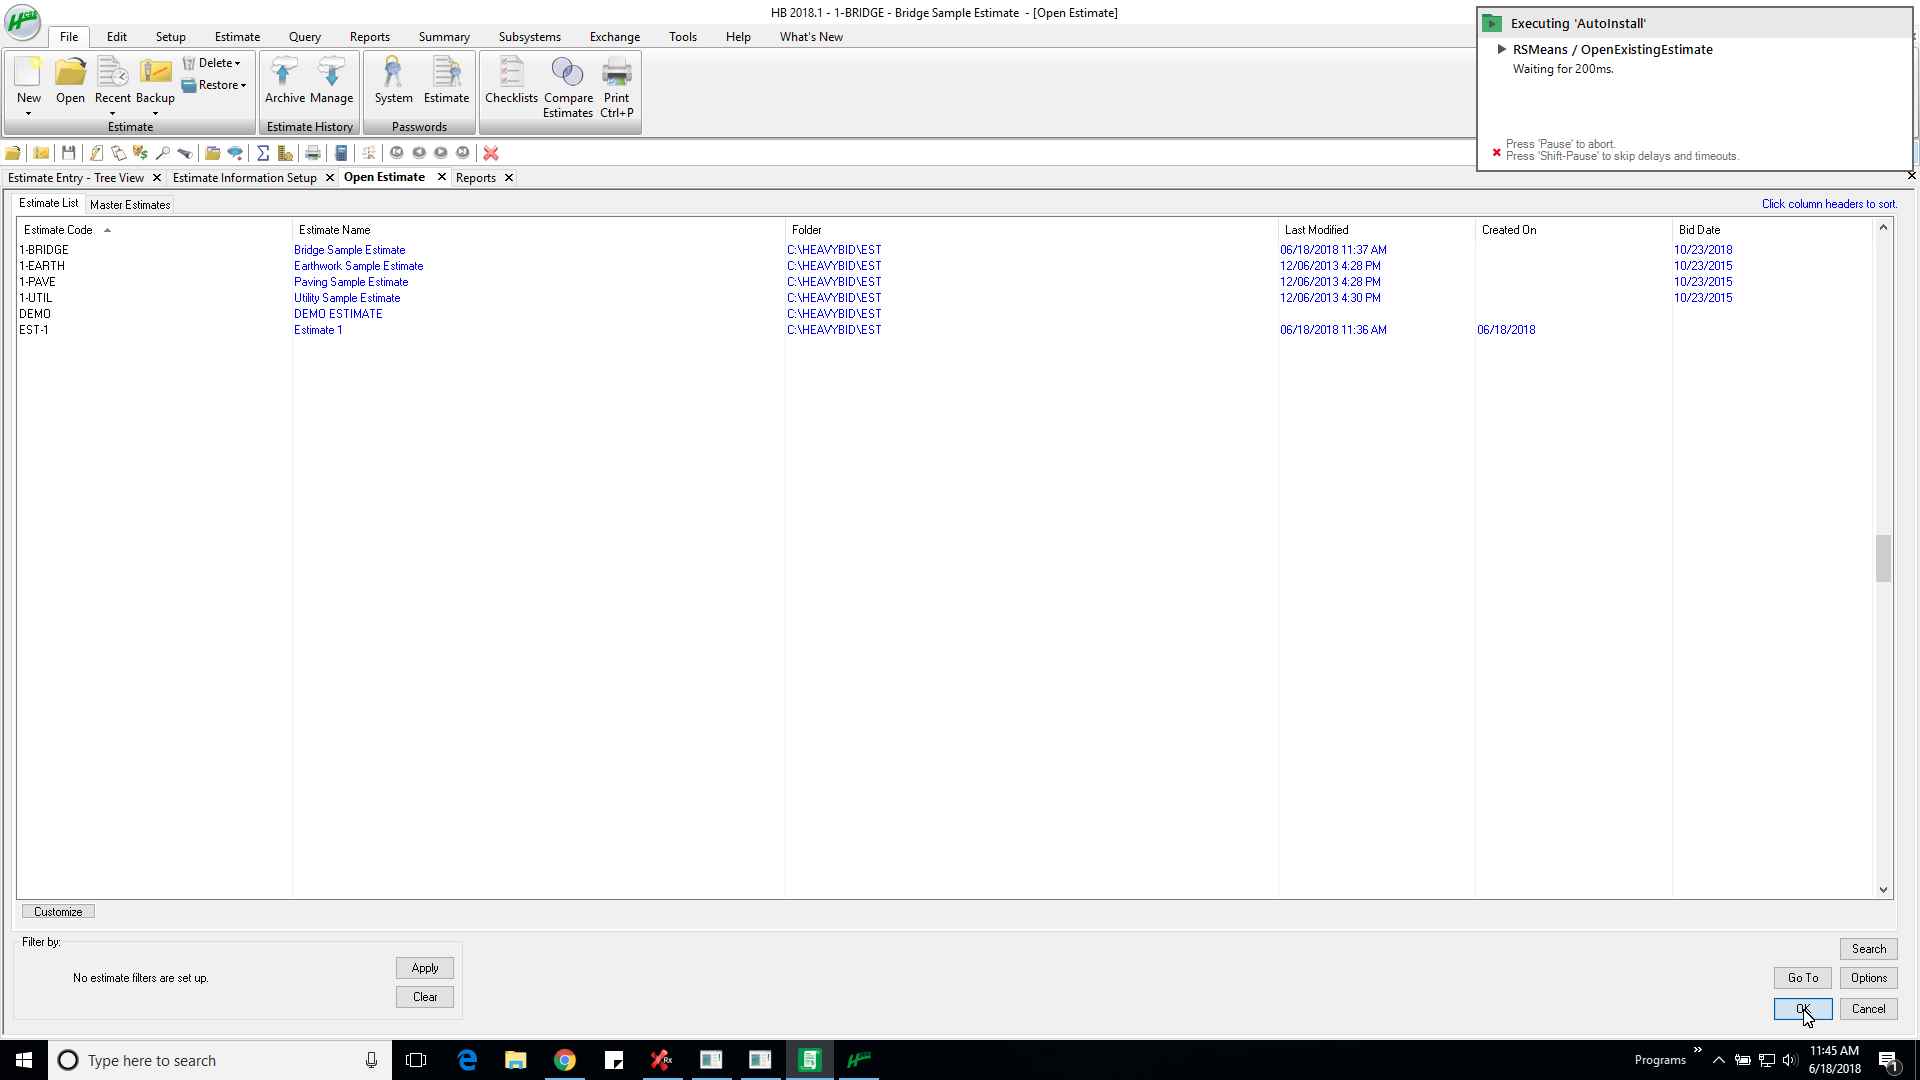 HB 2018.1 - 1-BRIDGE - Bridge Sample Estimate - [Open Estimate]
File Edit Setup Estimate Query Reports Summary Subsystems Exchange Tools Help What's New
New Open Recent Backup Delete Restore
Estimate
Archive Manage
Estimate History
System Estimate
Passwords
Checklists Compare Estimates Print Ctrl+P
Executing 'AutoInstall'
RSMeans / OpenExistingEstimate
Waiting for 200ms.
Press 'Pause' to abort.
Press 'Shift-Pause' to skip delays and timeouts.
Estimate Entry - Tree View Estimate Information Setup Open Estimate Reports
Estimate List Master Estimates Click column headers to sort.
Estimate Code Estimate Name Folder Last Modified Created On Bid Date
1-BRIDGE Bridge Sample Estimate C:\HEAVYBID\EST 06/18/2018 11:37 AM 10/23/2018
1-EARTH Earthwork Sample Estimate C:\HEAVYBID\EST 12/06/2013 4:28 PM 10/23/2015
1-PAVE Paving Sample Estimate C:\HEAVYBID\EST 12/06/2013 4:28 PM 10/23/2015
1-UTIL Utility Sample Estimate C:\HEAVYBID\EST 12/06/2013 4:30 PM 10/23/2015
DEMO DEMO ESTIMATE C:\HEAVYBID\EST
EST-1 Estimate 1 C:\HEAVYBID\EST 06/18/2018 11:36 AM 06/18/2018
Customize
Filter by:
No estimate filters are set up.
Apply
Clear
Search
Go To Options
OK Cancel
Type here to search
Programs
11:45 AM
6/18/2018
1